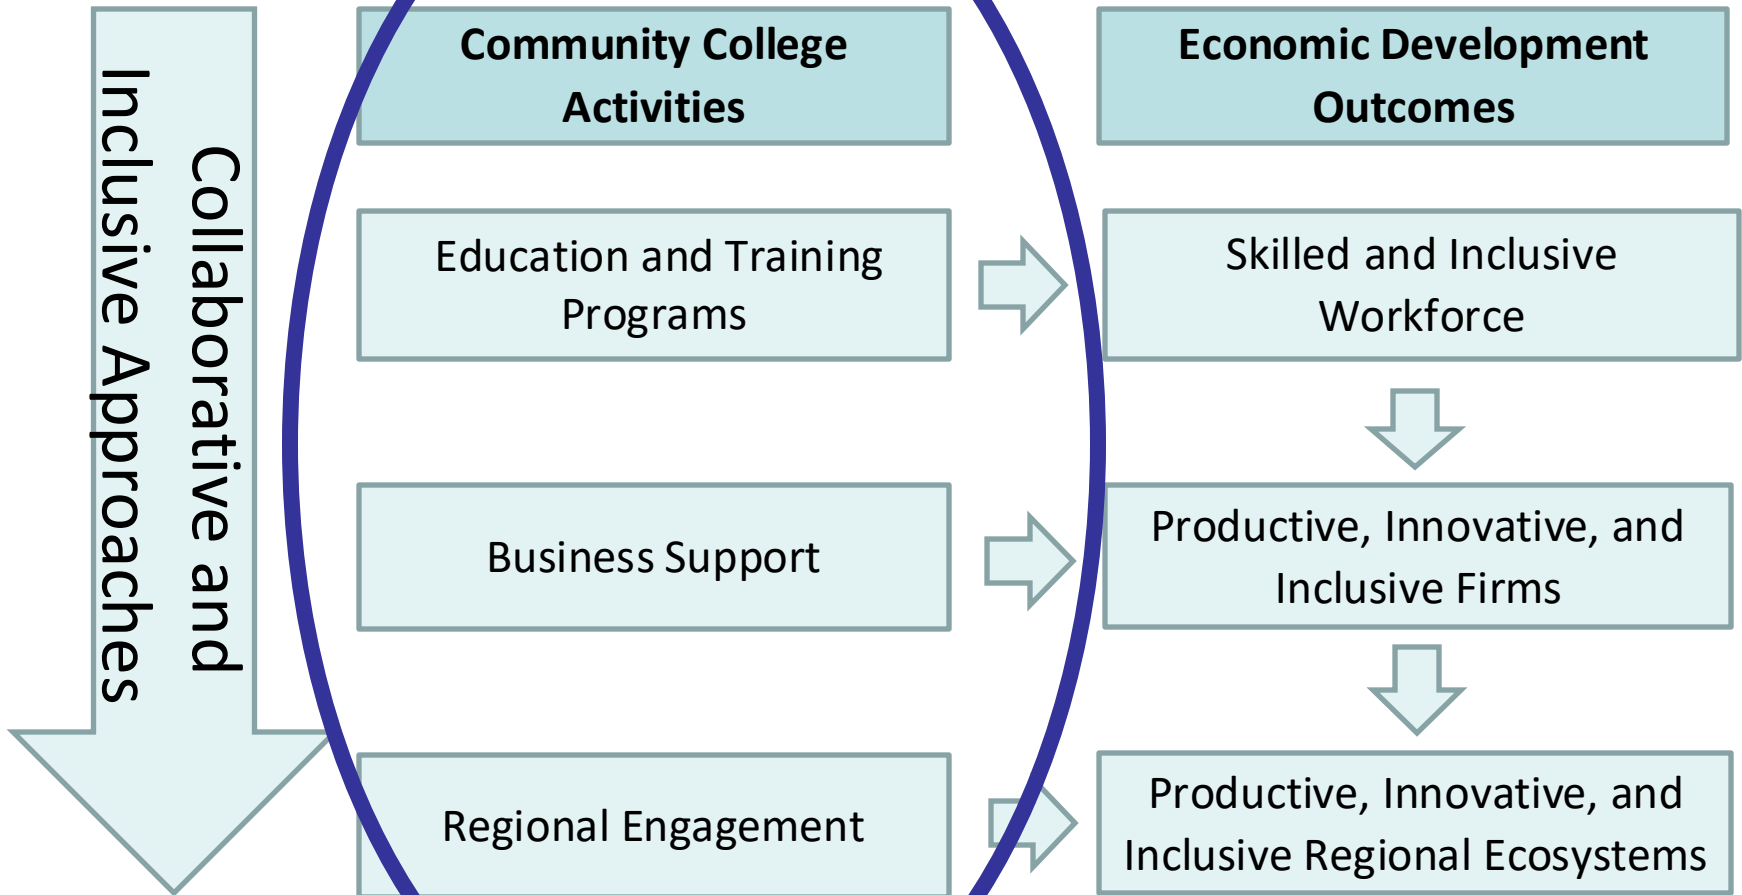 Collaborative and
Inclusive Approaches
Community College
Activities
Economic Development
Outcomes
Education and Training
Programs
Skilled and Inclusive
Workforce
Business Support
Productive, Innovative, and
Inclusive Firms
Regional Engagement
Productive, Innovative, and
Inclusive Regional Ecosystems